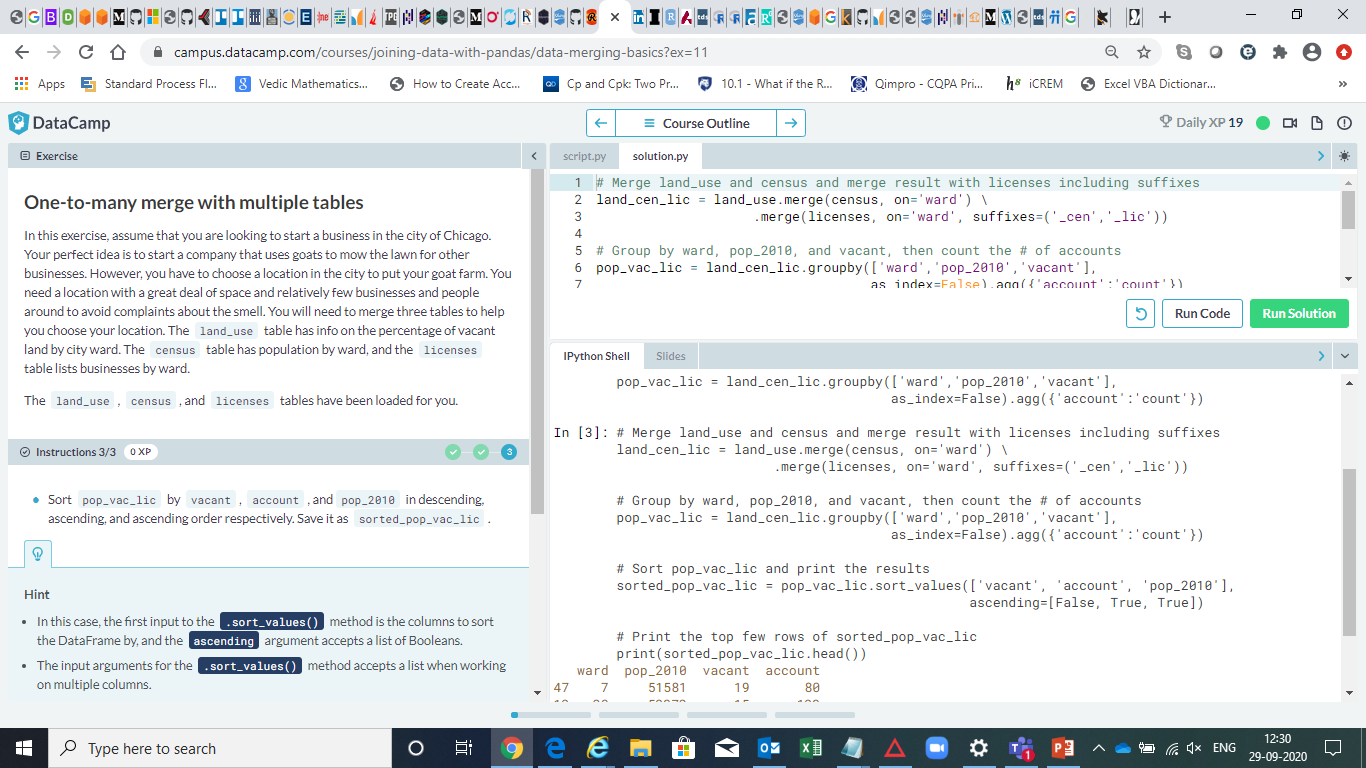 campus.datacamp.com/courses/joining-data-with-pandas/data-merging-basics?ex=11
Apps
Standard Process Fl...
Vedic Mathematics...
How to Create Acc...
Cp and Cpk: Two Pr...
10.1 - What if the R...
Qimpro - CQPA Pri...
iCREM
Excel VBA Dictionar...
»
DataCamp
Course Outline
Daily XP 19
Exercise
script.py
solution.py
One-to-many merge with multiple tables
In this exercise, assume that you are looking to start a business in the city of Chicago.
Your perfect idea is to start a company that uses goats to mow the lawn for other
businesses. However, you have to choose a location in the city to put your goat farm. You
need a location with a great deal of space and relatively few businesses and people
around to avoid complaints about the smell. You will need to merge three tables to help
you choose your location. The land_use table has info on the percentage of vacant
land by city ward. The census table has population by ward, and the licenses
table lists businesses by ward.
The land_use , census , and licenses tables have been loaded for you.
Instructions 3/3 0 XP
3
• Sort pop_vac_lic by vacant , account , and pop_2010 in descending,
ascending, and ascending order respectively. Save it as sorted_pop_vac_lic .
Hint
• In this case, the first input to the .sort_values() method is the columns to sort
the DataFrame by, and the ascending argument accepts a list of Booleans.
• The input arguments for the .sort_values() method accepts a list when working
on multiple columns.
1 # Merge land_use and census and merge result with licenses including suffixes
2 land_cen_lic = land_use.merge(census, on='ward') \
3 .merge(licenses, on='ward', suffixes=('_cen','_lic'))
4
5 # Group by ward, pop_2010, and vacant, then count the # of accounts
6 pop_vac_lic = land_cen_lic.groupby(['ward','pop_2010','vacant'],
7 as_index=False).agg({'account':'count'})
Run Code
Run Solution
IPython Shell
Slides
pop_vac_lic = land_cen_lic.groupby(['ward','pop_2010','vacant'],
as_index=False).agg({'account':'count'})
In [3]: # Merge land_use and census and merge result with licenses including suffixes
land_cen_lic = land_use.merge(census, on='ward') \
.merge(licenses, on='ward', suffixes=('_cen','_lic'))
# Group by ward, pop_2010, and vacant, then count the # of accounts
pop_vac_lic = land_cen_lic.groupby(['ward','pop_2010','vacant'],
as_index=False).agg({'account':'count'})
# Sort pop_vac_lic and print the results
sorted_pop_vac_lic = pop_vac_lic.sort_values(['vacant', 'account', 'pop_2010'],
ascending=[False, True, True])
# Print the top few rows of sorted_pop_vac_lic
print(sorted_pop_vac_lic.head())
ward pop_2010 vacant account
47 7 51581 19 80
Type here to search
ENG
12:30
29-09-2020